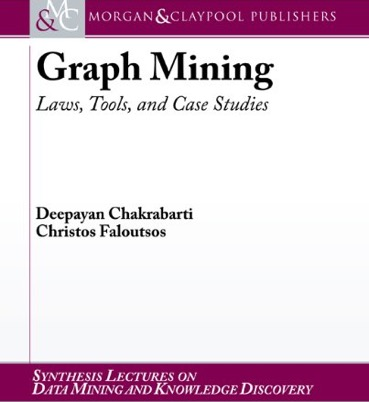 &MC MORGAN&CLAYPOOL PUBLISHERS
Graph Mining
Laws, Tools, and Case Studies
Deepayan Chakrabarti
Christos Faloutsos
SYNTHESIS LECTURES ON
DATA MINING AND KNOWLEDGE DISCOVERY